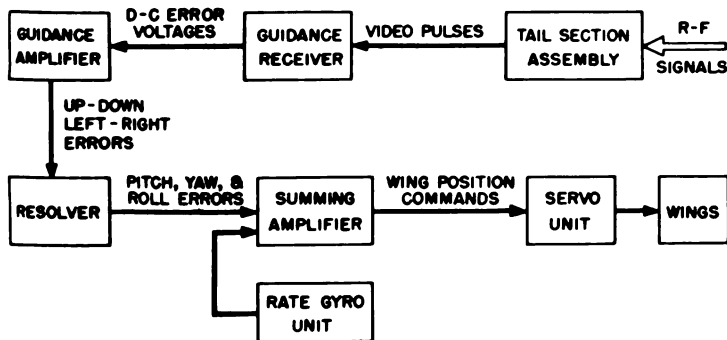 D-C ERROR
VOLTAGES
GUIDANCE
AMPLIFIER
GUIDANCE
RECEIVER
VIDEO PULSES
TAIL SECTION
ASSEMBLY
R-F
SIGNALS
UP-DOWN
LEFT-RIGHT
ERRORS
RESOLVER
PITCH, YAW, &
ROLL ERRORS
SUMMING
AMPLIFIER
WING POSITION
COMMANDS
SERVO
UNIT
WINGS
RATE GYRO
UNIT